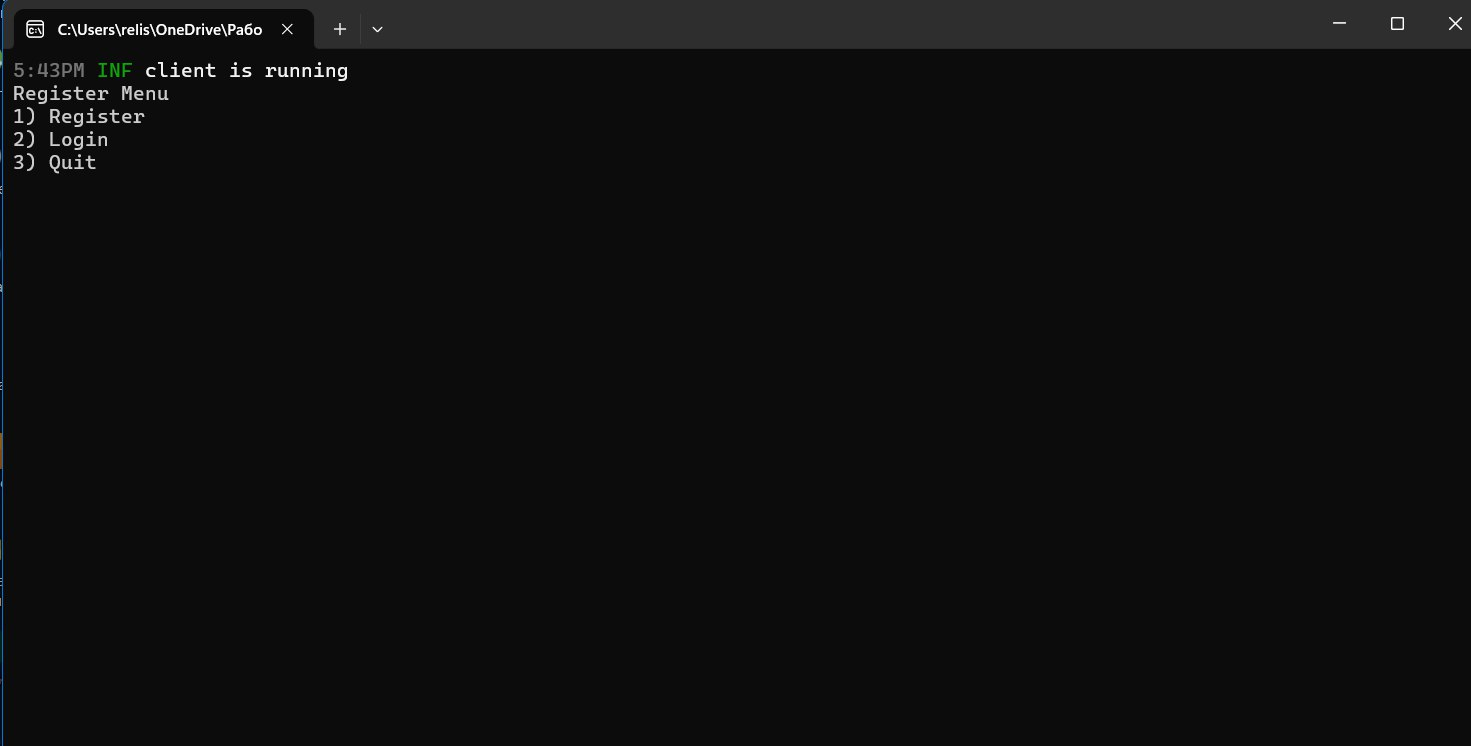 C:\Users\relis\OneDrive\Рабо
5:43PM INF client is running
Register Menu
1) Register
2) Login
3) Quit